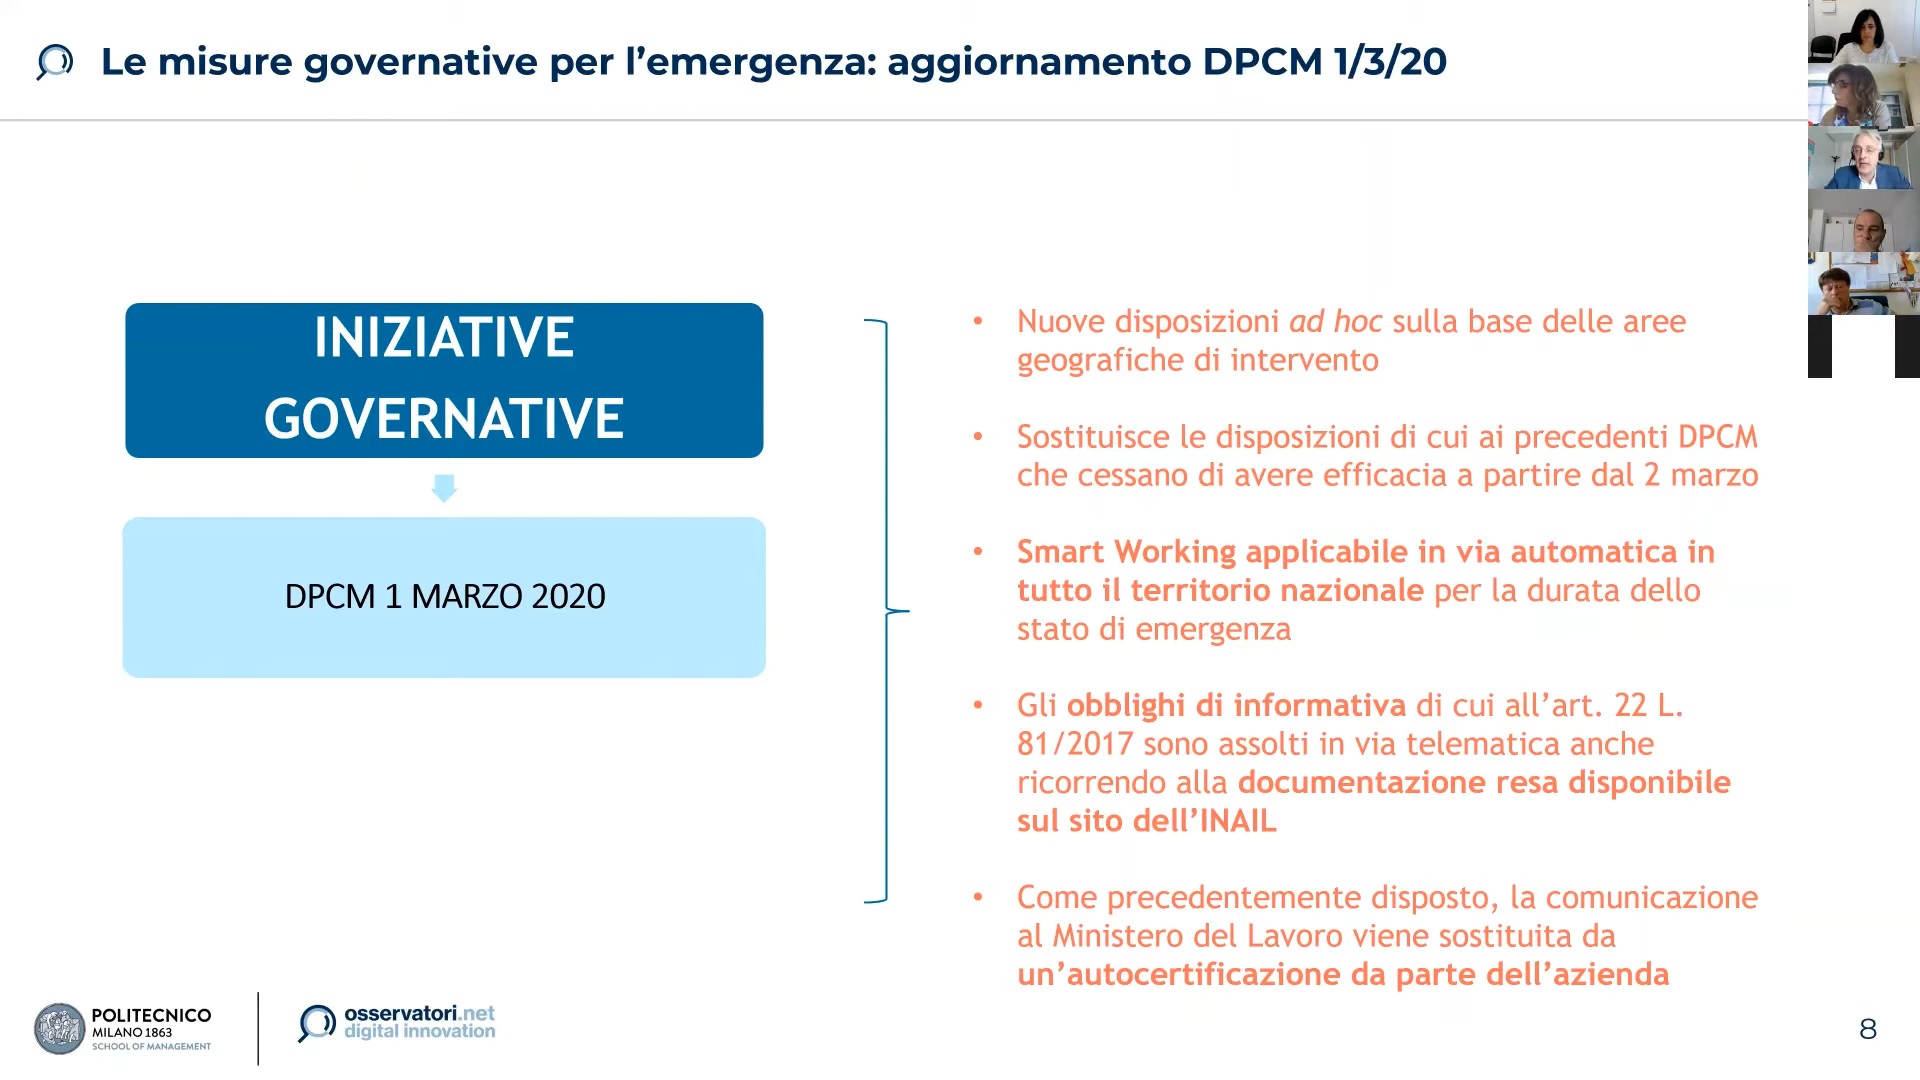 Le misure governative per l’emergenza: aggiornamento DPCM 1/3/20
INIZIATIVE
GOVERNATIVE
DPCM 1 MARZO 2020
• Nuove disposizioni ad hoc sulla base delle aree
geografiche di intervento
• Sostituisce le disposizioni di cui ai precedenti DPCM
che cessano di avere efficacia a partire dal 2 marzo
• Smart Working applicabile in via automatica in
tutto il territorio nazionale per la durata dello
stato di emergenza
• Gli obblighi di informativa di cui all’art. 22 L.
81/2017 sono assolti in via telematica anche
ricorrendo alla documentazione resa disponibile
sul sito dell’INAIL
• Come precedentemente disposto, la comunicazione
al Ministero del Lavoro viene sostituita da
un’autocertificazione da parte dell’azienda
POLITECNICO
MILANO 1863
SCHOOL OF MANAGEMENT
osservatori.net
digital innovation
8